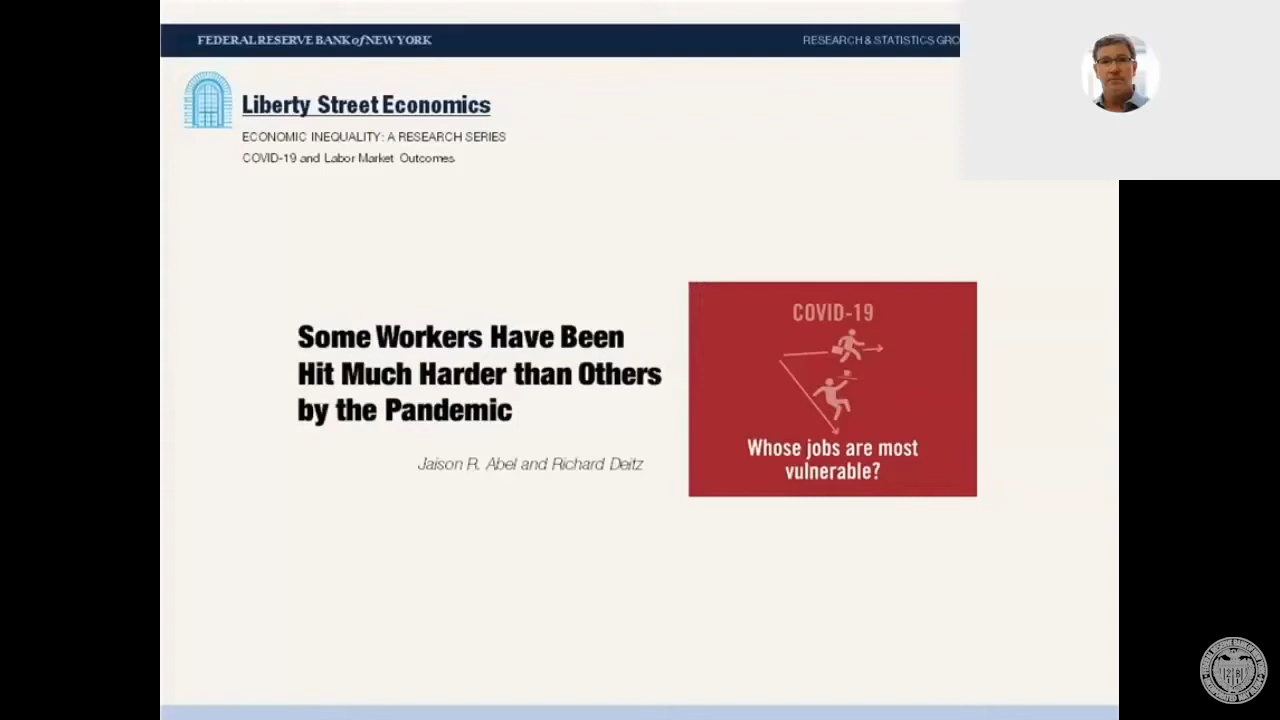 FEDERAL RESERVE BANK of NEW YORK
RESEARCH & STATISTICS GRO
Liberty Street Economics
ECONOMIC INEQUALITY: A RESEARCH SERIES
COVID-19 and Labor Market Outcomes
Some Workers Have Been
Hit Much Harder than Others
by the Pandemic
Jaison R. Abel and Richard Deitz
COVID-19
Whose jobs are most
vulnerable?